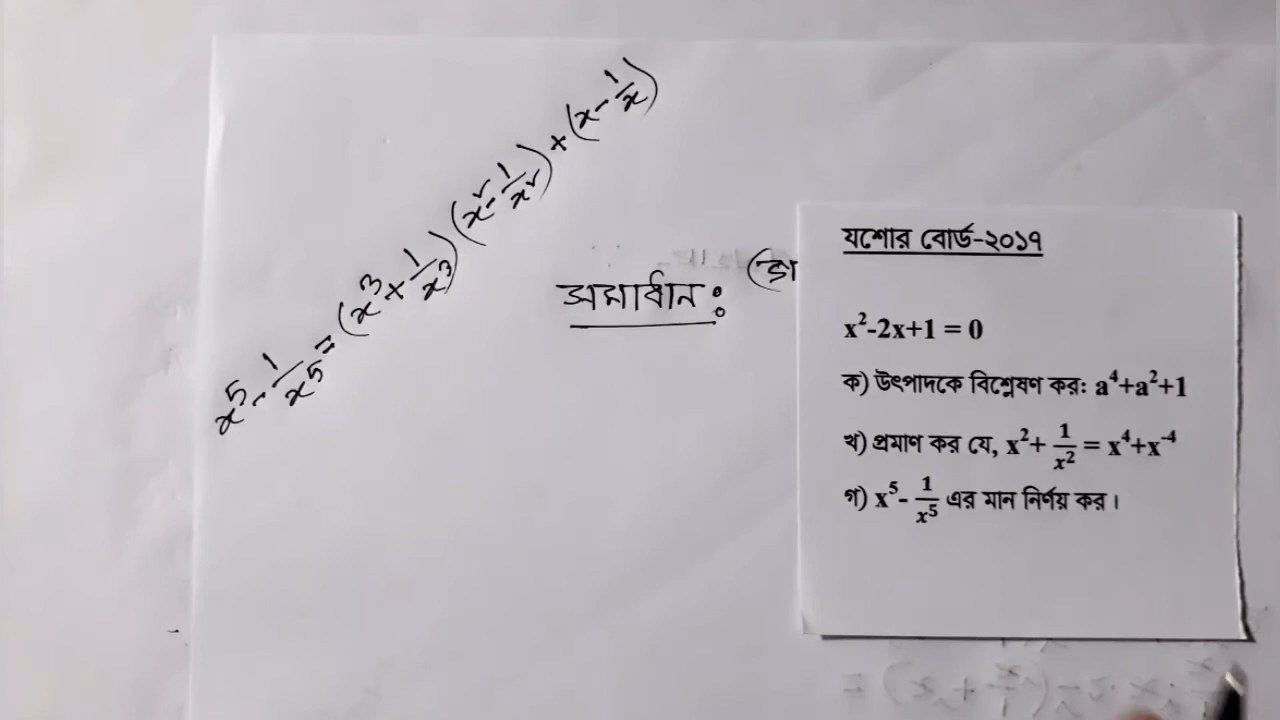 x⁵ - 1/x⁵ = (x³ + 1/x³)(x² - 1/x²) + (x - 1/x)
সমাধান :
যশোর বোর্ড-২০১৭
x²-2x+1 = 0
ক) উৎপাদকে বিশ্লেষণ করঃ a⁴+a²+1
খ) প্রমাণ কর যে, x²+ 1/x² = x⁴+x⁻⁴
গ) x⁵- 1/x⁵ এর মান নির্ণয় কর।